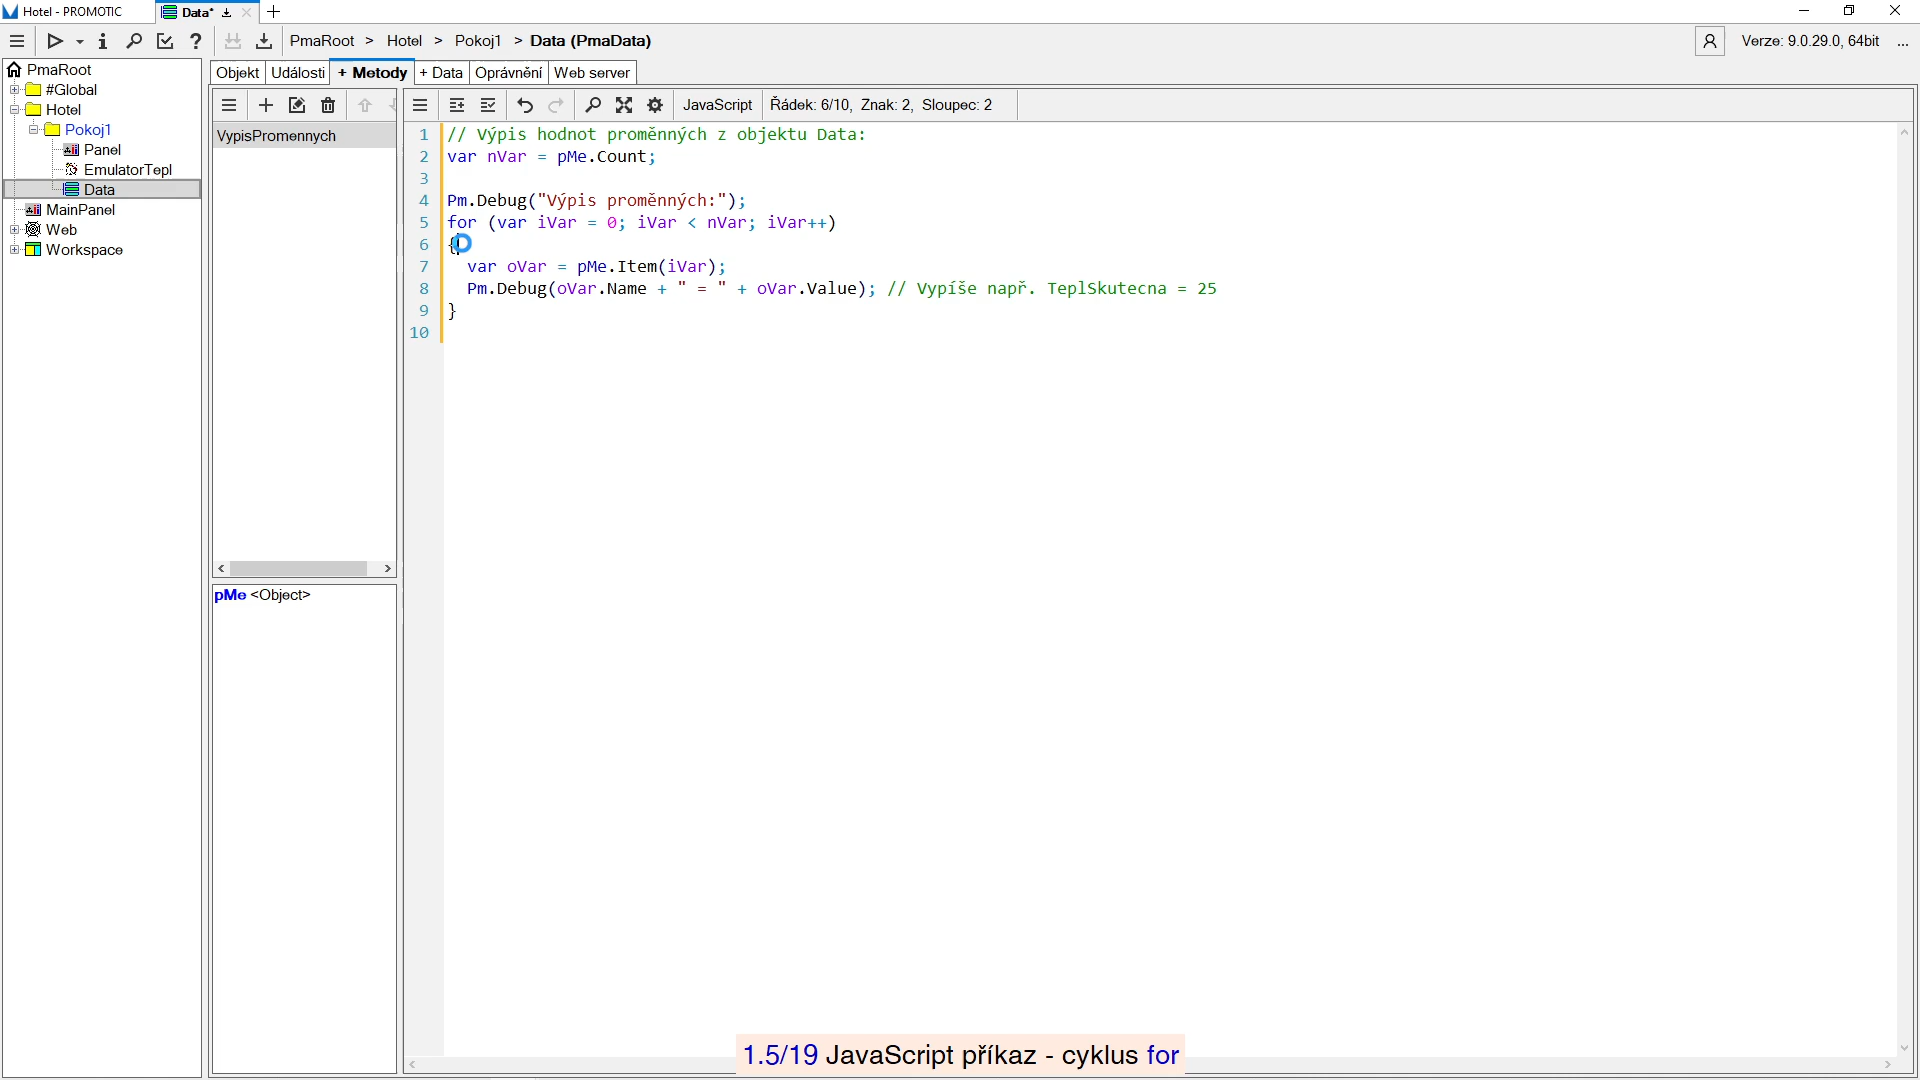 Hotel - PROMOTIC
Data*
PmaRoot > Hotel > Pokoj1 > Data (PmaData)
Verze: 9.0.29.0, 64bit ...
PmaRoot
#Global
Hotel
Pokoj1
Panel
EmulatorTepl
Data
MainPanel
Web
Workspace
Objekt Události + Metody + Data Oprávnění Web server
JavaScript Řádek: 6/10, Znak: 2, Sloupec: 2
VypisPromennych
pMe <Object>
1 // Výpis hodnot proměnných z objektu Data:
2 var nVar = pMe.Count;
3
4 Pm.Debug("Výpis proměnných:");
5 for (var iVar = 0; iVar < nVar; iVar++)
6 {
7 var oVar = pMe.Item(iVar);
8 Pm.Debug(oVar.Name + " = " + oVar.Value); // Vypíše např. TeplSkutecna = 25
9 }
10
1.5/19 JavaScript příkaz - cyklus for